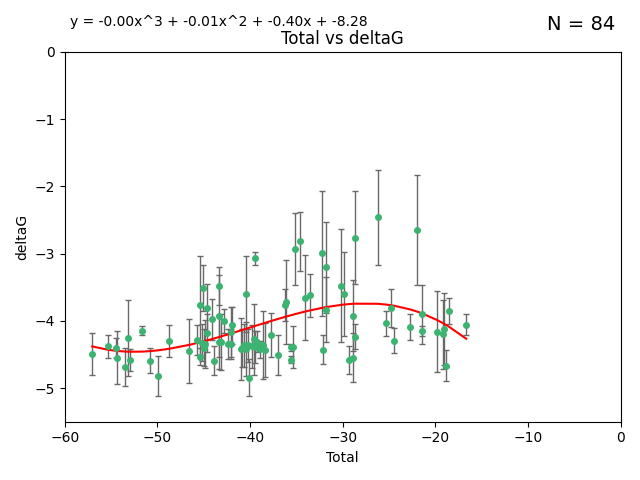 y = -0.00x^3 + -0.01x^2 + -0.40x + -8.28
N = 84
Total vs deltaG
0
−1
−2
−3
−4
−5
deltaG
−60 −50 −40 −30 −20 −10 0
Total